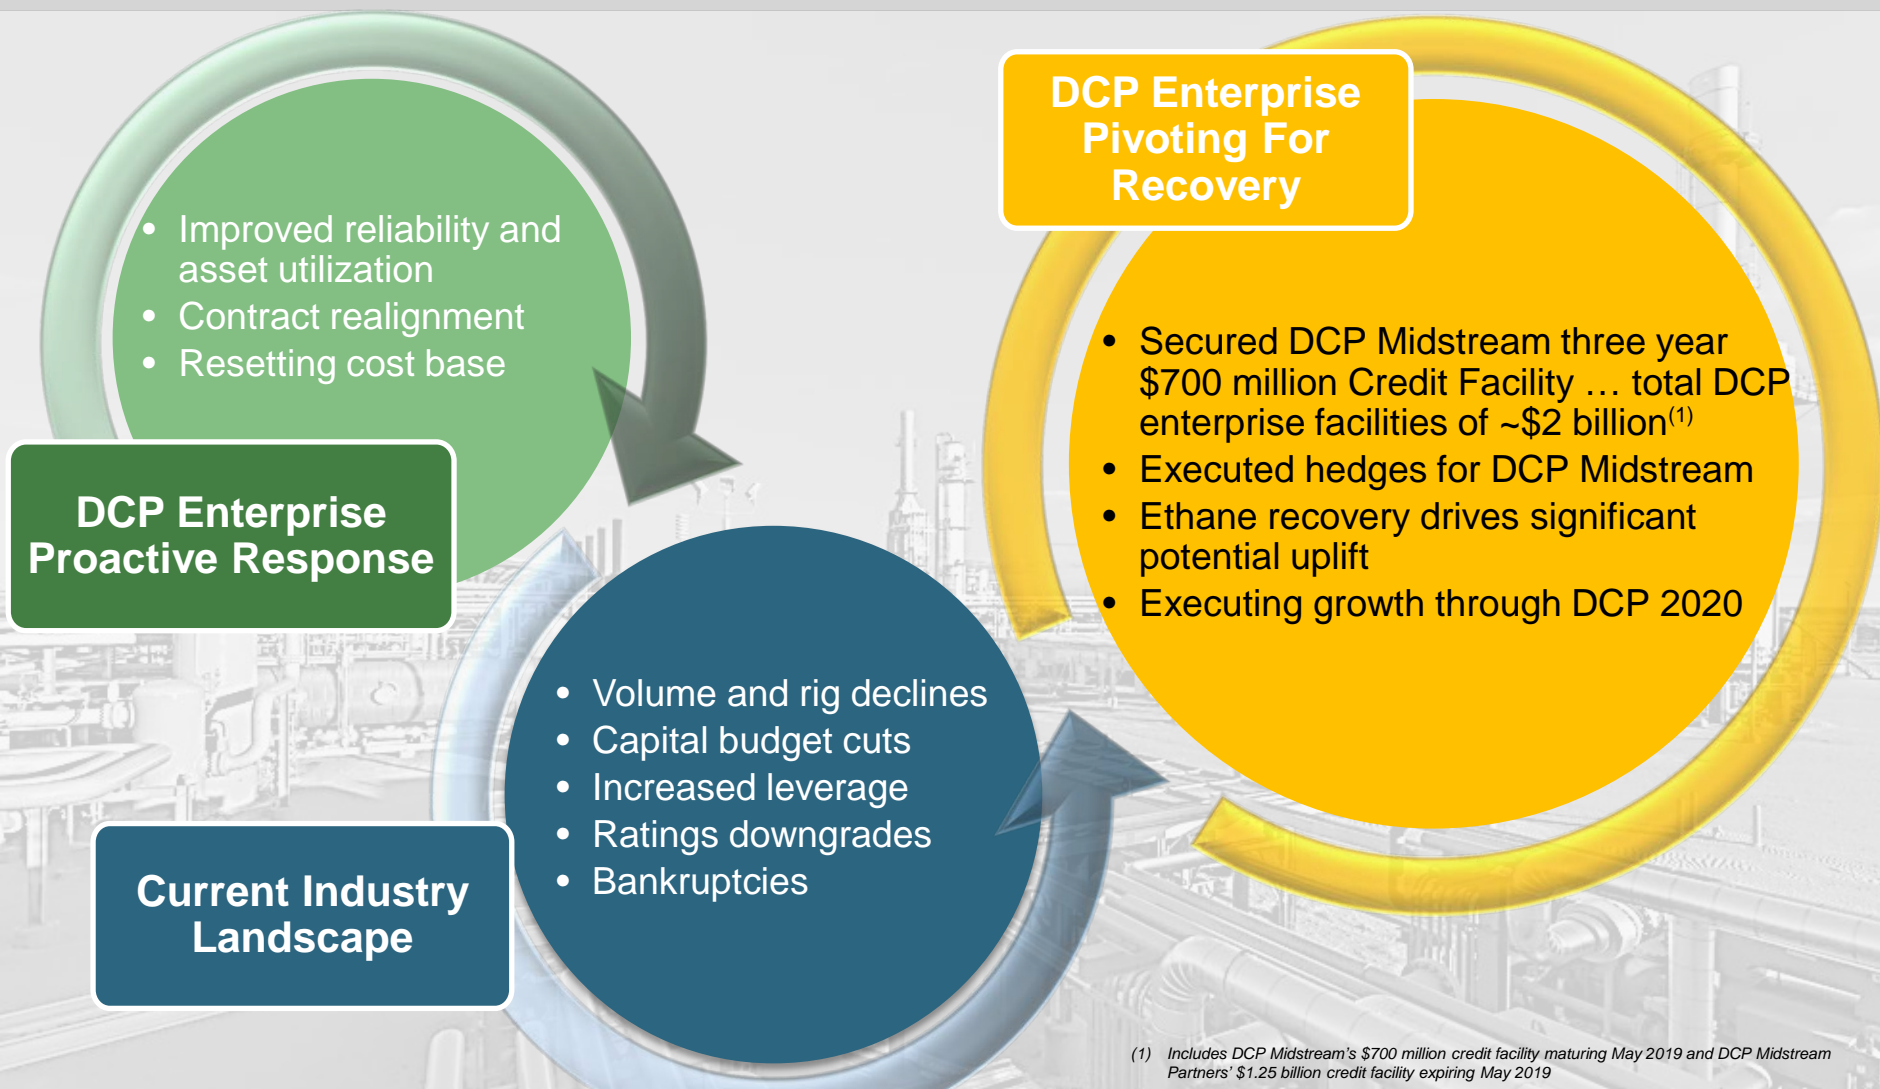 • Improved reliability and
asset utilization
• Contract realignment
• Resetting cost base
DCP Enterprise
Proactive Response
• Volume and rig declines
• Capital budget cuts
• Increased leverage
• Ratings downgrades
• Bankruptcies
Current Industry
Landscape
DCP Enterprise
Pivoting For
Recovery
• Secured DCP Midstream three year
$700 million Credit Facility … total DCP
enterprise facilities of ~$2 billion(1)
• Executed hedges for DCP Midstream
• Ethane recovery drives significant
potential uplift
• Executing growth through DCP 2020
(1) Includes DCP Midstream’s $700 million credit facility maturing May 2019 and DCP Midstream
Partners’ $1.25 billion credit facility expiring May 2019